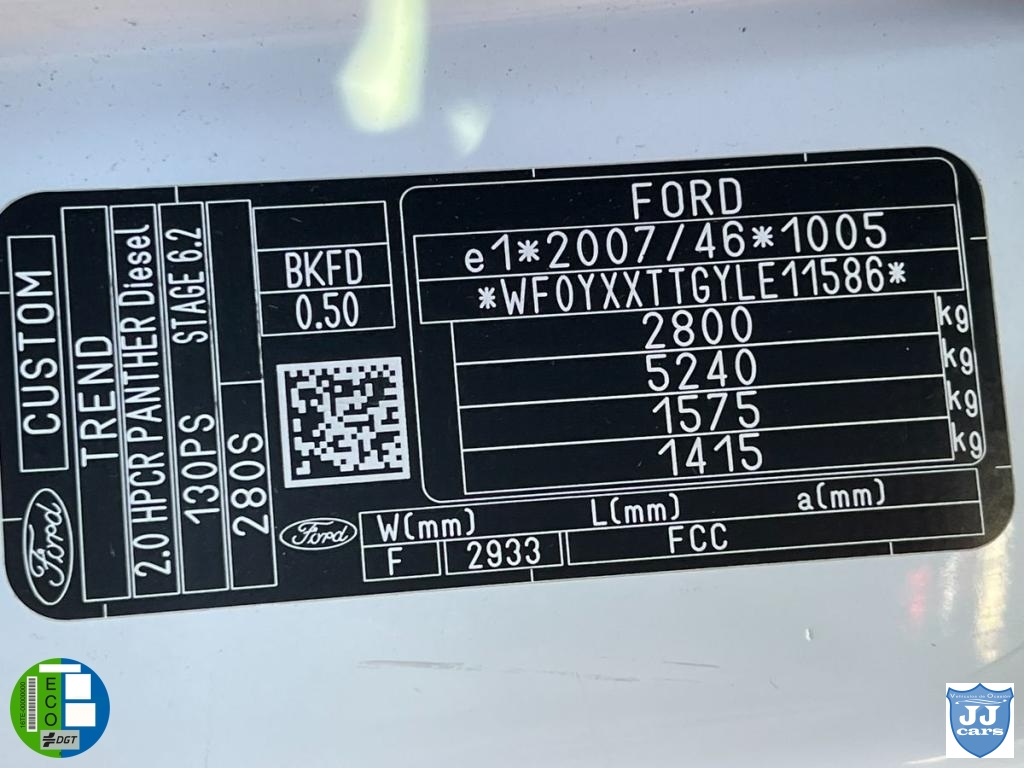 CUSTOM
Ford
TREND
2.0 HPCR PANTHER Diesel
130PS STAGE 6.2
280S
BKFD
0.50
FORD
e1*2007/46*1005
*WF0YXXTTGYLE11586*
2800 kg
5240 kg
1575 kg
1415 kg
Ford
W(mm) L(mm) a(mm)
F 2933 FCC
ECO
DGT
JJ
cars